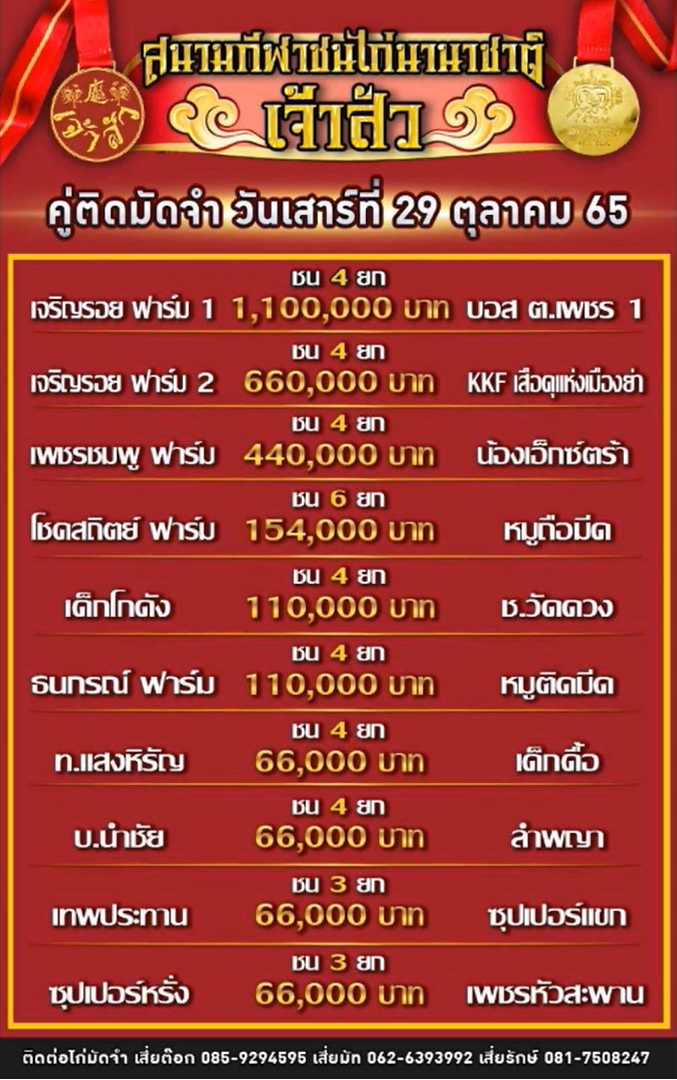 สนามกีฬาชนไก่นานาชาติ
เจ้าสัว
คู่ติดมัดจำ วันเสาร์ที่ 29 ตุลาคม 65
ชน 4 ยก
เจริญรอย ฟาร์ม 1 1,100,000 บาท บอส ต.เพชร 1
ชน 4 ยก
เจริญรอย ฟาร์ม 2 660,000 บาท KKF เสือดุแห่งเมืองย่า
ชน 4 ยก
เพชรชมพู ฟาร์ม 440,000 บาท น้องเอ็กซ์ตร้า
ชน 6 ยก
โชคสถิตย์ ฟาร์ม 154,000 บาท หมูถือมีด
ชน 4 ยก
เด็กโกดัง 110,000 บาท ช.วัดดวง
ชน 4 ยก
ธนกรณ์ ฟาร์ม 110,000 บาท หมูติดมีด
ชน 4 ยก
ท.แสงหิรัญ 66,000 บาท เด็กดื้อ
ชน 4 ยก
บ.นำชัย 66,000 บาท ลำพญา
ชน 3 ยก
เทพประทาน 66,000 บาท ซุปเปอร์แขก
ชน 3 ยก
ซุปเปอร์หรั่ง 66,000 บาท เพชรหัวสะพาน
ติดต่อไก่มัดจำ เสี่ยต๊อก 085-9294595 เสี่ยมัท 062-6393992 เสี่ยรักษ์ 081-7508247